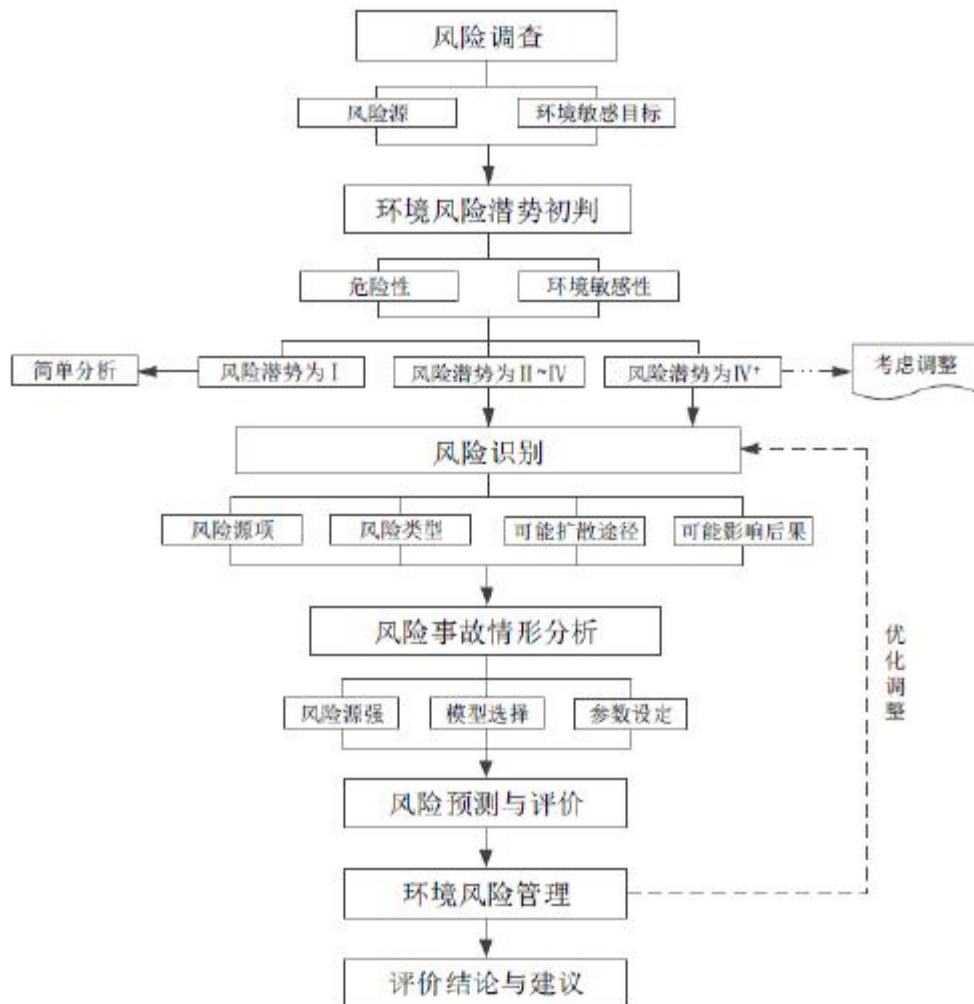 风险调查
风险源
环境敏感目标
环境风险潜势初判
危险性
环境敏感性
简单分析
风险潜势为Ⅰ
风险潜势为Ⅱ~Ⅳ
风险潜势为Ⅳ⁺
考虑调整
风险识别
风险源项
风险类型
可能扩散途径
可能影响后果
风险事故情形分析
优化调整
风险源强
模型选择
参数设定
风险预测与评价
环境风险管理
评价结论与建议